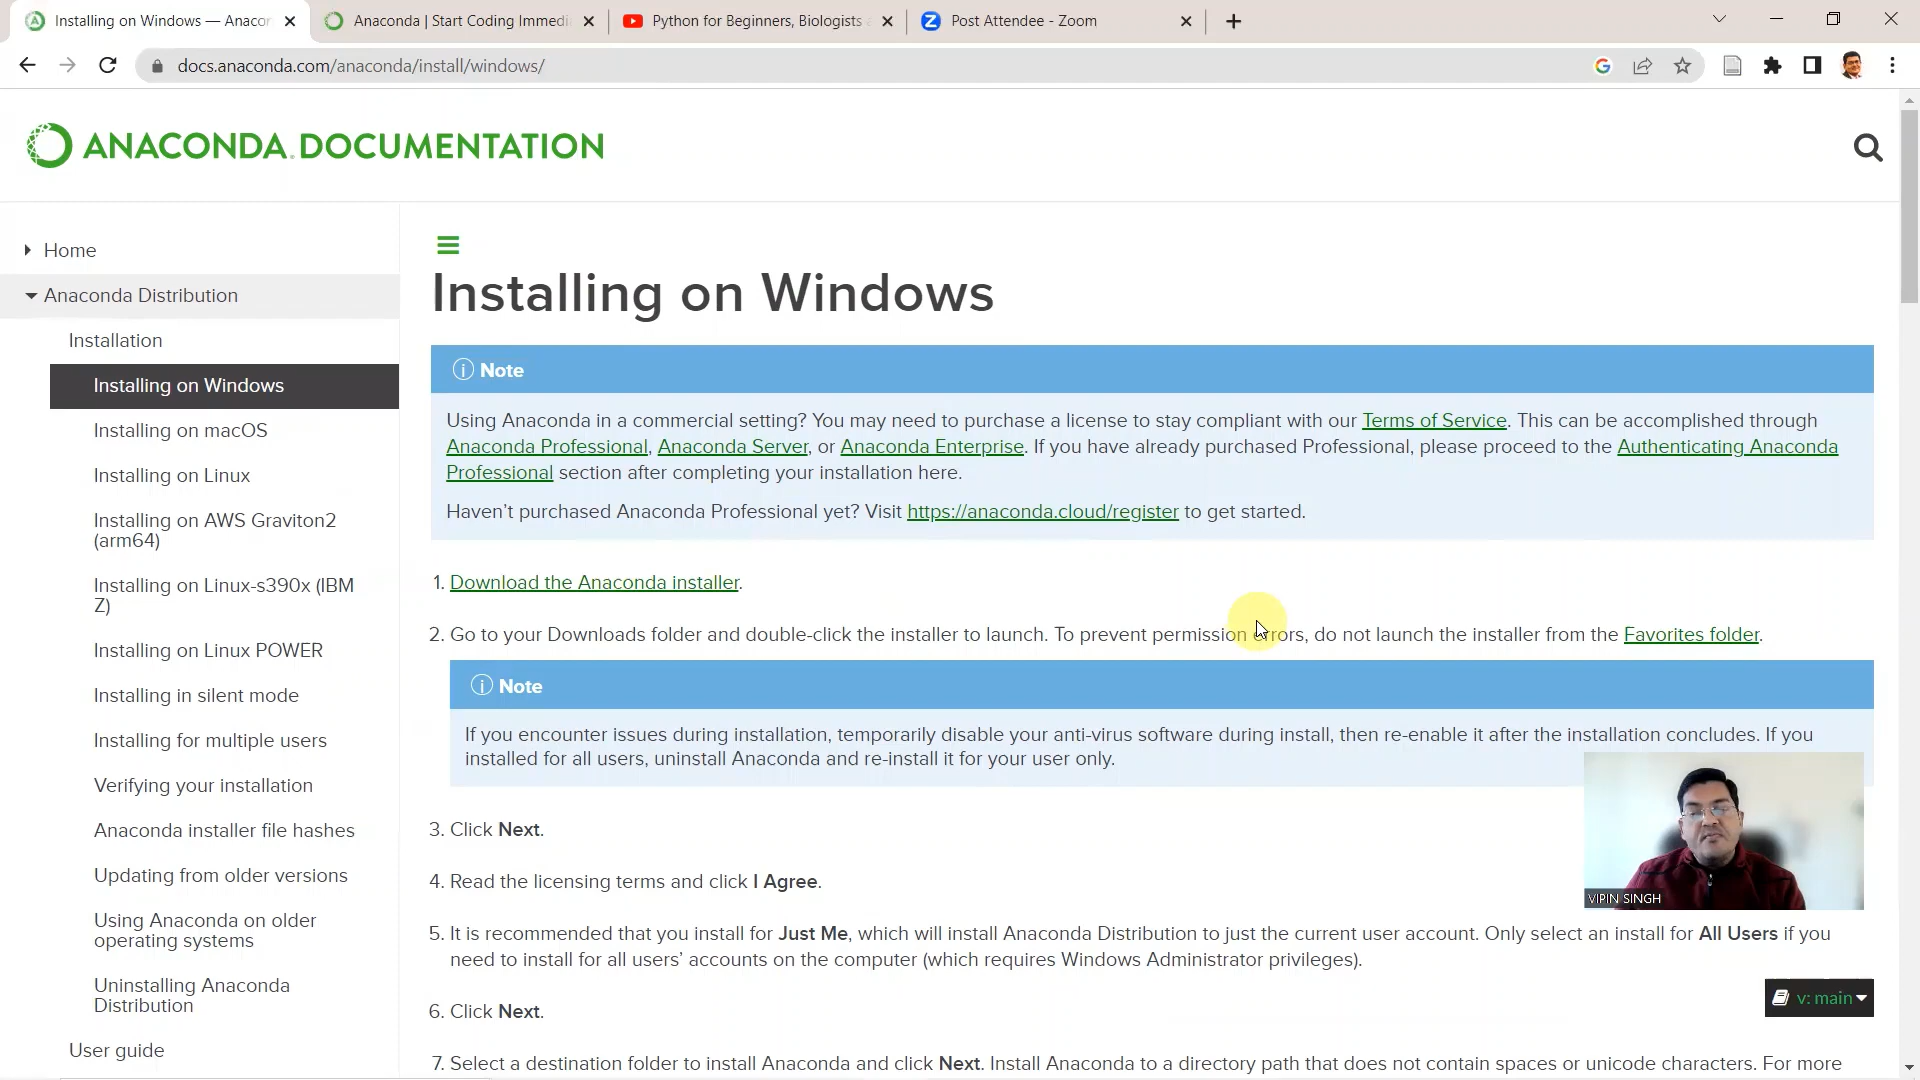 Installing on Windows — Anacon
Anaconda | Start Coding Immedi
Python for Beginners, Biologists
Post Attendee - Zoom
docs.anaconda.com/anaconda/install/windows/
ANACONDA.DOCUMENTATION
Home
Anaconda Distribution
Installation
Installing on Windows
Installing on macOS
Installing on Linux
Installing on AWS Graviton2
(arm64)
Installing on Linux-s390x (IBM
Z)
Installing on Linux POWER
Installing in silent mode
Installing for multiple users
Verifying your installation
Anaconda installer file hashes
Updating from older versions
Using Anaconda on older
operating systems
Uninstalling Anaconda
Distribution
User guide
Installing on Windows
Note
Using Anaconda in a commercial setting? You may need to purchase a license to stay compliant with our Terms of Service. This can be accomplished through
Anaconda Professional, Anaconda Server, or Anaconda Enterprise. If you have already purchased Professional, please proceed to the Authenticating Anaconda
Professional section after completing your installation here.
Haven't purchased Anaconda Professional yet? Visit https://anaconda.cloud/register to get started.
1. Download the Anaconda installer.
2. Go to your Downloads folder and double-click the installer to launch. To prevent permission errors, do not launch the installer from the Favorites folder.
Note
If you encounter issues during installation, temporarily disable your anti-virus software during install, then re-enable it after the installation concludes. If you
installed for all users, uninstall Anaconda and re-install it for your user only.
3. Click Next.
4. Read the licensing terms and click I Agree.
5. It is recommended that you install for Just Me, which will install Anaconda Distribution to just the current user account. Only select an install for All Users if you
need to install for all users' accounts on the computer (which requires Windows Administrator privileges).
6. Click Next.
7. Select a destination folder to install Anaconda and click Next. Install Anaconda to a directory path that does not contain spaces or unicode characters. For more
VIPIN SINGH
v: main